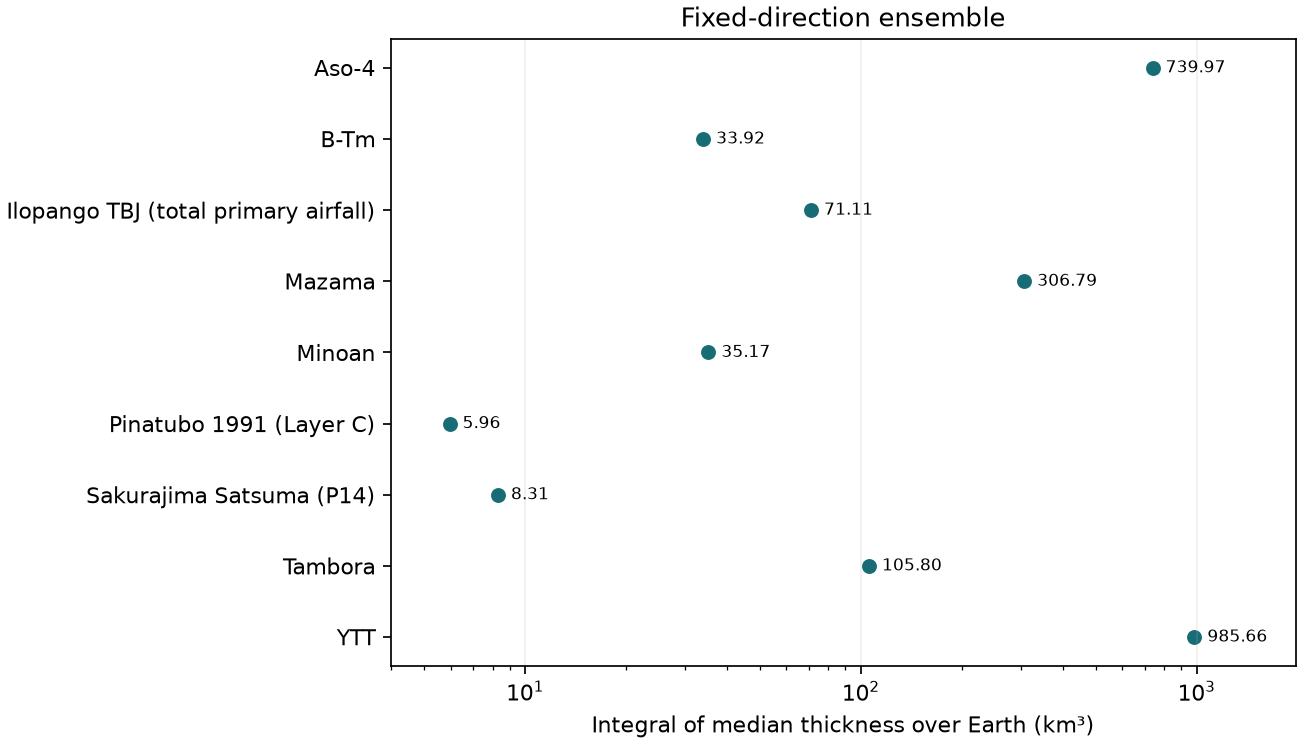 Fixed-direction ensemble
Aso-4 739.97
B-Tm 33.92
Ilopango TBJ (total primary airfall) 71.11
Mazama 306.79
Minoan 35.17
Pinatubo 1991 (Layer C) 5.96
Sakurajima Satsuma (P14) 8.31
Tambora 105.80
YTT 985.66
10¹ 10² 10³
Integral of median thickness over Earth (km³)